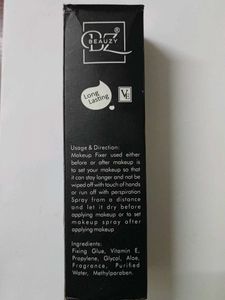 BZ
BEAUZY
®
Long
Lasting
VE
Usage & Direction:
Makeup Fixer used either
before or after makeup is
to set your makeup so that
it can stay longer and not be
wiped off with touch of hands
or run off with perspiration
Spray from a distance
and let it dry before
applying makeup or to set
makeup spray after
applying makeup
Ingredients:
Fixing Glue, Vitamin E,
Propylene, Glycol, Aloe,
Fragrance, Purified
Water, Methylparaben.